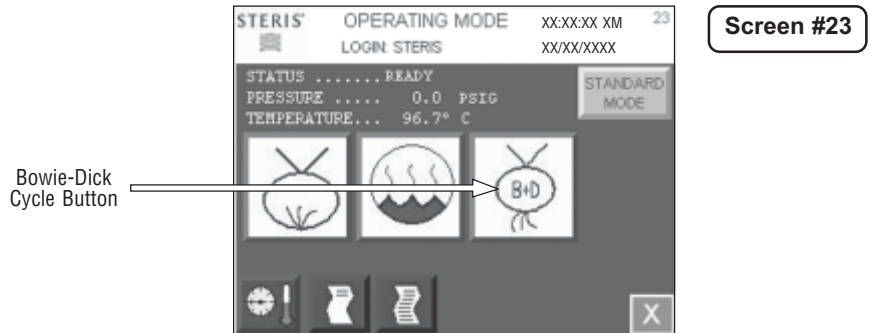 STERIS® OPERATING MODE XX:XX:XX XM 23
LOGIN: STERIS XX/XX/XXXX
Screen #23
STATUS .......READY
PRESSURE ..... 0.0 PSIG
TEMPERATURE... 96.7° C
STANDARD
MODE
Bowie-Dick
Cycle Button
B+D
X